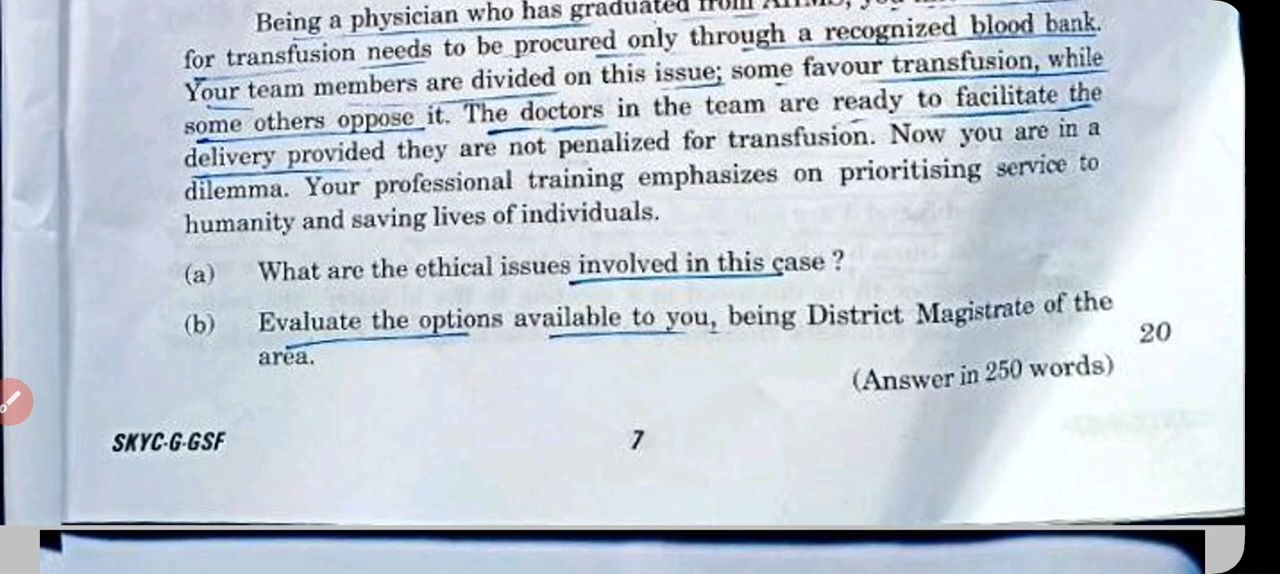 Being a physician who has graduated from
for transfusion needs to be procured only through a recognized blood bank.
Your team members are divided on this issue; some favour transfusion, while
some others oppose it. The doctors in the team are ready to facilitate the
delivery provided they are not penalized for transfusion. Now you are in a
dilemma. Your professional training emphasizes on prioritising service to
humanity and saving lives of individuals.
(a) What are the ethical issues involved in this case ?
(b) Evaluate the options available to you, being District Magistrate of the
area.
20
(Answer in 250 words)
SKYC-G-GSF
7